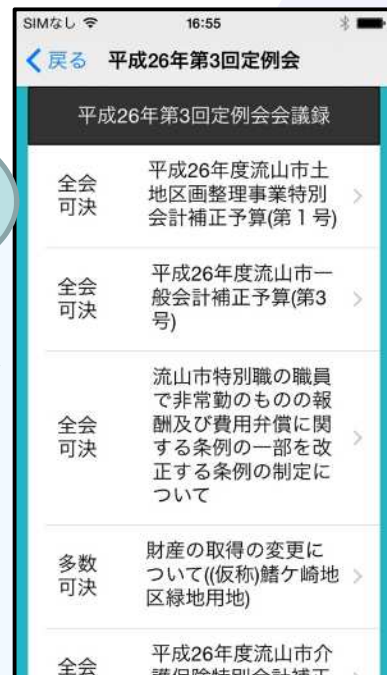 SIMなし 16:55
戻る 平成26年第3回定例会
平成26年第3回定例会会議録
全会
可決
平成26年度流山市土
地区画整理事業特別
会計補正予算(第１号)
全会
可決
平成26年度流山市一
般会計補正予算(第3
号)
全会
可決
流山市特別職の職員
で非常勤のものの報
酬及び費用弁償に関
する条例の一部を改
正する条例の制定に
ついて
多数
可決
財産の取得の変更に
ついて((仮称)鰭ケ崎地
区緑地用地)
全会
平成26年度流山市介
護保険特別会計補正